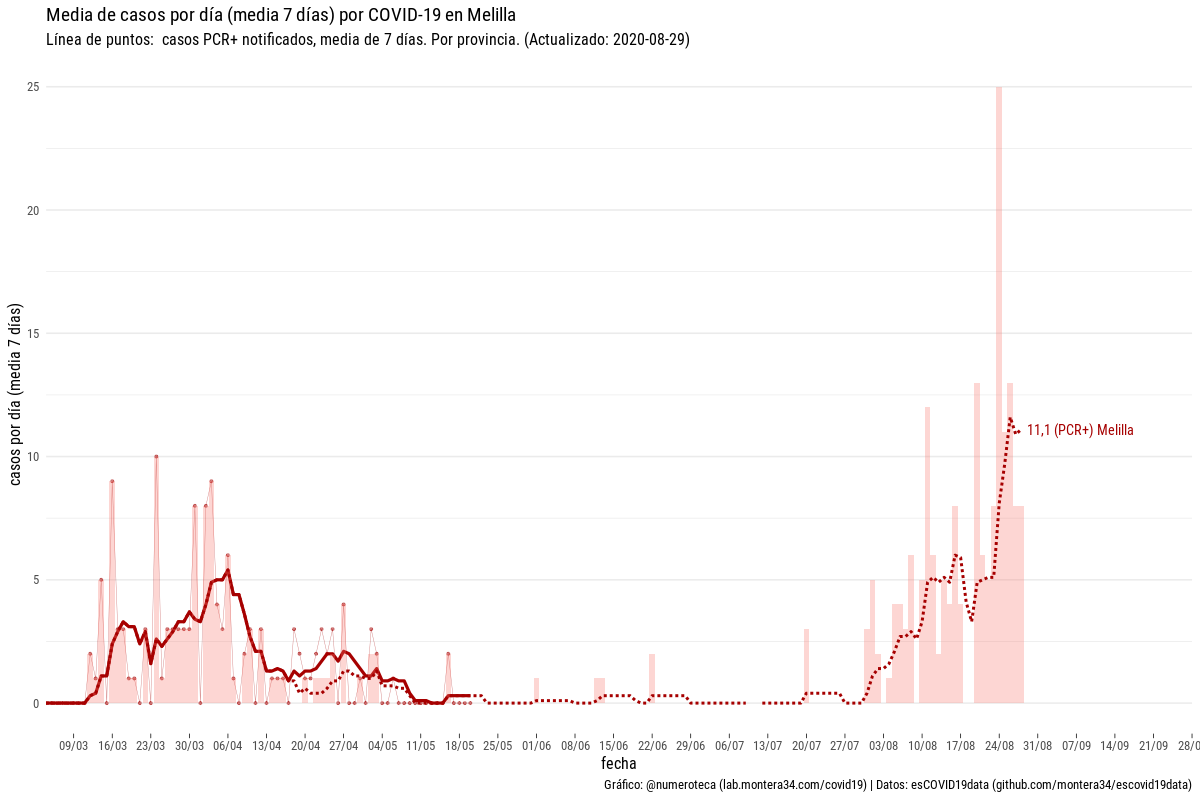 Media de casos por día (media 7 días) por COVID-19 en Melilla
Línea de puntos:  casos PCR+ notificados, media de 7 días. Por provincia. (Actualizado: 2020-08-29)
casos por día (media 7 días)
25
20
15
10
5
0
11,1 (PCR+) Melilla
09/03 16/03 23/03 30/03 06/04 13/04 20/04 27/04 04/05 11/05 18/05 25/05 01/06 08/06 15/06 22/06 29/06 06/07 13/07 20/07 27/07 03/08 10/08 17/08 24/08 31/08 07/09 14/09 21/09 28/0
fecha
Gráfico: @numeroteca (lab.montera34.com/covid19) | Datos: esCOVID19data (github.com/montera34/escovid19data)